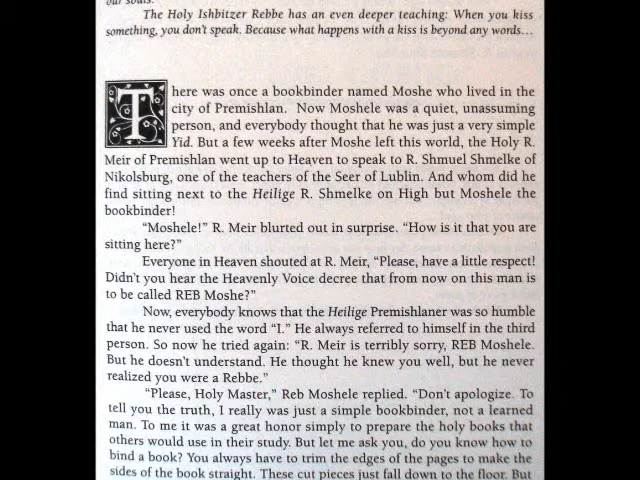 our souls.
The Holy Ishbitzer Rebbe has an even deeper teaching: When you kiss
something, you don't speak. Because what happens with a kiss is beyond any words...
There was once a bookbinder named Moshe who lived in the
city of Premishlan. Now Moshele was a quiet, unassuming
person, and everybody thought that he was just a very simple
Yid. But a few weeks after Moshe left this world, the Holy R.
Meir of Premishlan went up to Heaven to speak to R. Shmuel Shmelke of
Nikolsburg, one of the teachers of the Seer of Lublin. And whom did he
find sitting next to the Heilige R. Shmelke on High but Moshele the
bookbinder!
"Moshele!" R. Meir blurted out in surprise. "How is it that you are
sitting here?"
Everyone in Heaven shouted at R. Meir, "Please, have a little respect!
Didn't you hear the Heavenly Voice decree that from now on this man is
to be called REB Moshe?"
Now, everybody knows that the Heilige Premishlaner was so humble
that he never used the word "I." He always referred to himself in the third
person. So now he tried again: "R. Meir is terribly sorry, REB Moshele.
But he doesn't understand. He thought he knew you well, but he never
realized you were a Rebbe."
"Please, Holy Master," Reb Moshele replied. "Don't apologize. To
tell you the truth, I really was just a simple bookbinder, not a learned
man. To me it was a great honor simply to prepare the holy books that
others would use in their study. But let me ask you, do you know how to
bind a book? You always have to trim the edges of the pages to make the
sides of the book straight. These cut pieces just fall down to the floor. But